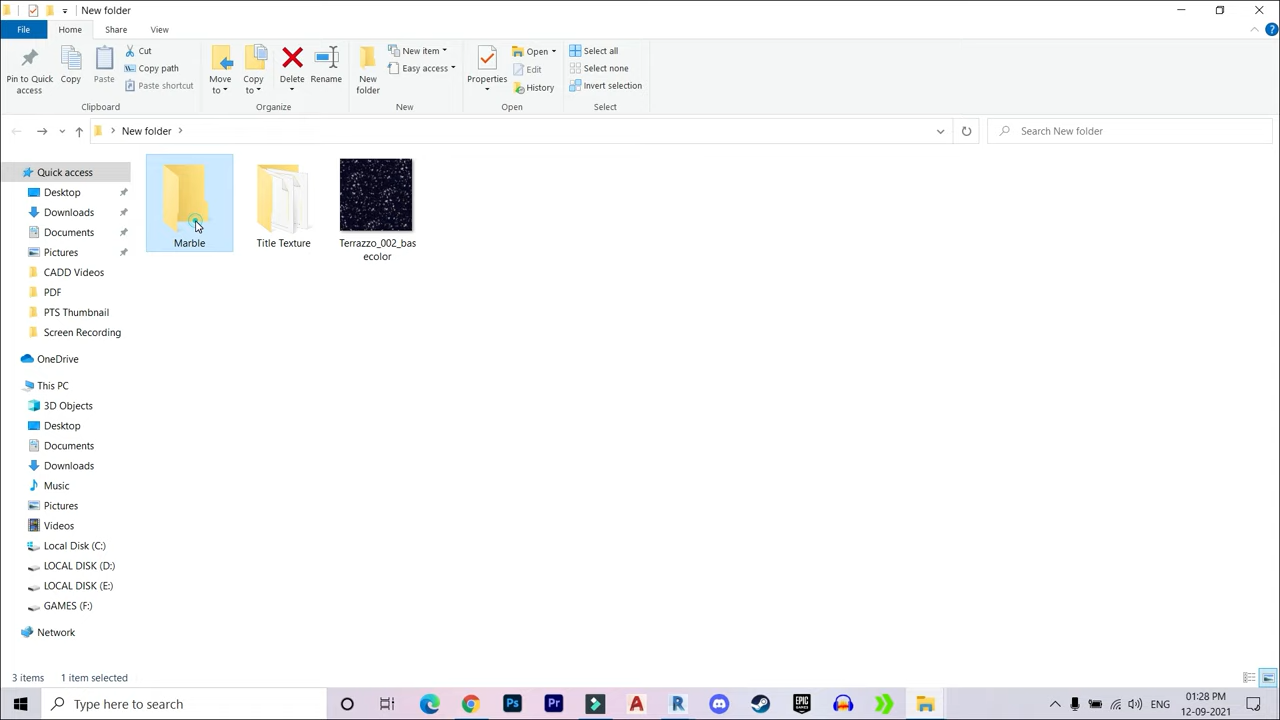 New folder
File
Home
Share
View
Pin to Quick
access
Copy
Paste
Cut
Copy path
Paste shortcut
Clipboard
Move
to
Copy
to
Delete
Rename
Organize
New
folder
New item
Easy access
New
Properties
Open
Edit
History
Open
Select all
Select none
Invert selection
Select
New folder
Search New folder
Quick access
Desktop
Downloads
Documents
Pictures
CADD Videos
PDF
PTS Thumbnail
Screen Recording
OneDrive
This PC
3D Objects
Desktop
Documents
Downloads
Music
Pictures
Videos
Local Disk (C:)
LOCAL DISK (D:)
LOCAL DISK (E:)
GAMES (F:)
Network
Marble
Title Texture
Terrazzo_002_bas
ecolor
3 items
1 item selected
Type here to search
Ps
Pr
A
R
EPIC
GAMES
ENG
01:28 PM
12-09-2021